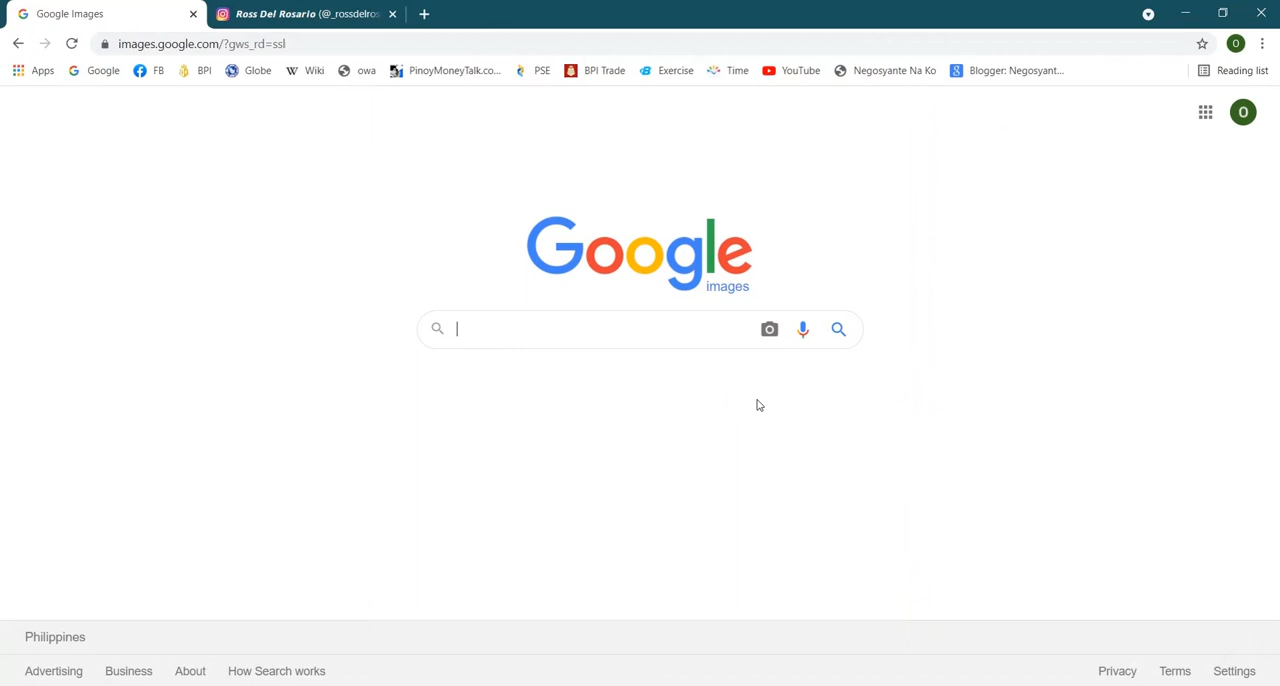 Google Images
Ross Del Rosario (@_rossdelros
images.google.com/?gws_rd=ssl
O
Apps Google FB BPI Globe Wiki owa PinoyMoneyTalk.co... PSE BPI Trade Exercise Time YouTube Negosyante Na Ko Blogger: Negosyant... Reading list
O
Google
images
Philippines
Advertising Business About How Search works Privacy Terms Settings